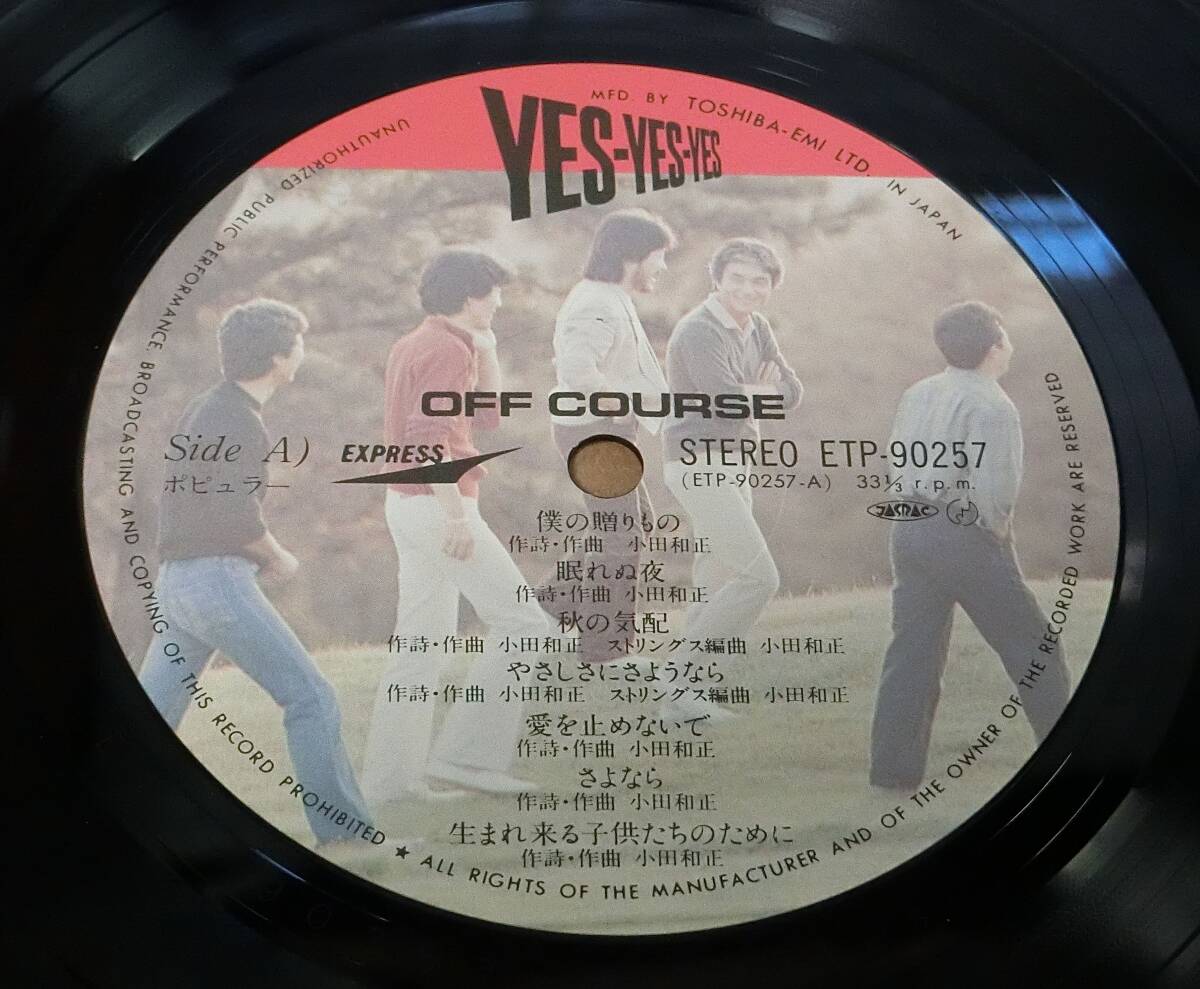 MFD. BY TOSHIBA-EMI LTD. IN JAPAN
YES-YES-YES
OFF COURSE
Side A)
ポピュラー
EXPRESS
STEREO ETP-90257
(ETP-90257-A) 33⅓ r.p.m.
JASRAC
僕の贈りもの
作詩・作曲 小田和正
眠れぬ夜
作詩・作曲 小田和正
秋の気配
作詩・作曲 小田和正 ストリングス編曲 小田和正
やさしさにさようなら
作詩・作曲 小田和正 ストリングス編曲 小田和正
愛を止めないで
作詩・作曲 小田和正
さよなら
作詩・作曲 小田和正
生まれ来る子供たちのために
作詩・作曲 小田和正
UNAUTHORIZED PUBLIC PERFORMANCE, BROADCASTING AND COPYING OF THIS RECORD PROHIBITED ★ ALL RIGHTS OF THE MANUFACTURER AND OF THE OWNER OF THE RECORDED WORK ARE RESERVED